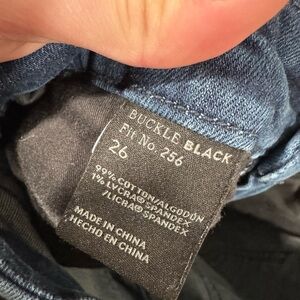 BUCKLE BLACK
Fit No. 256
26
99% COTTON/ALGODÓN
1% LYCRA® SPANDEX
/LICRA® SPANDEX
MADE IN CHINA
HECHO EN CHINA